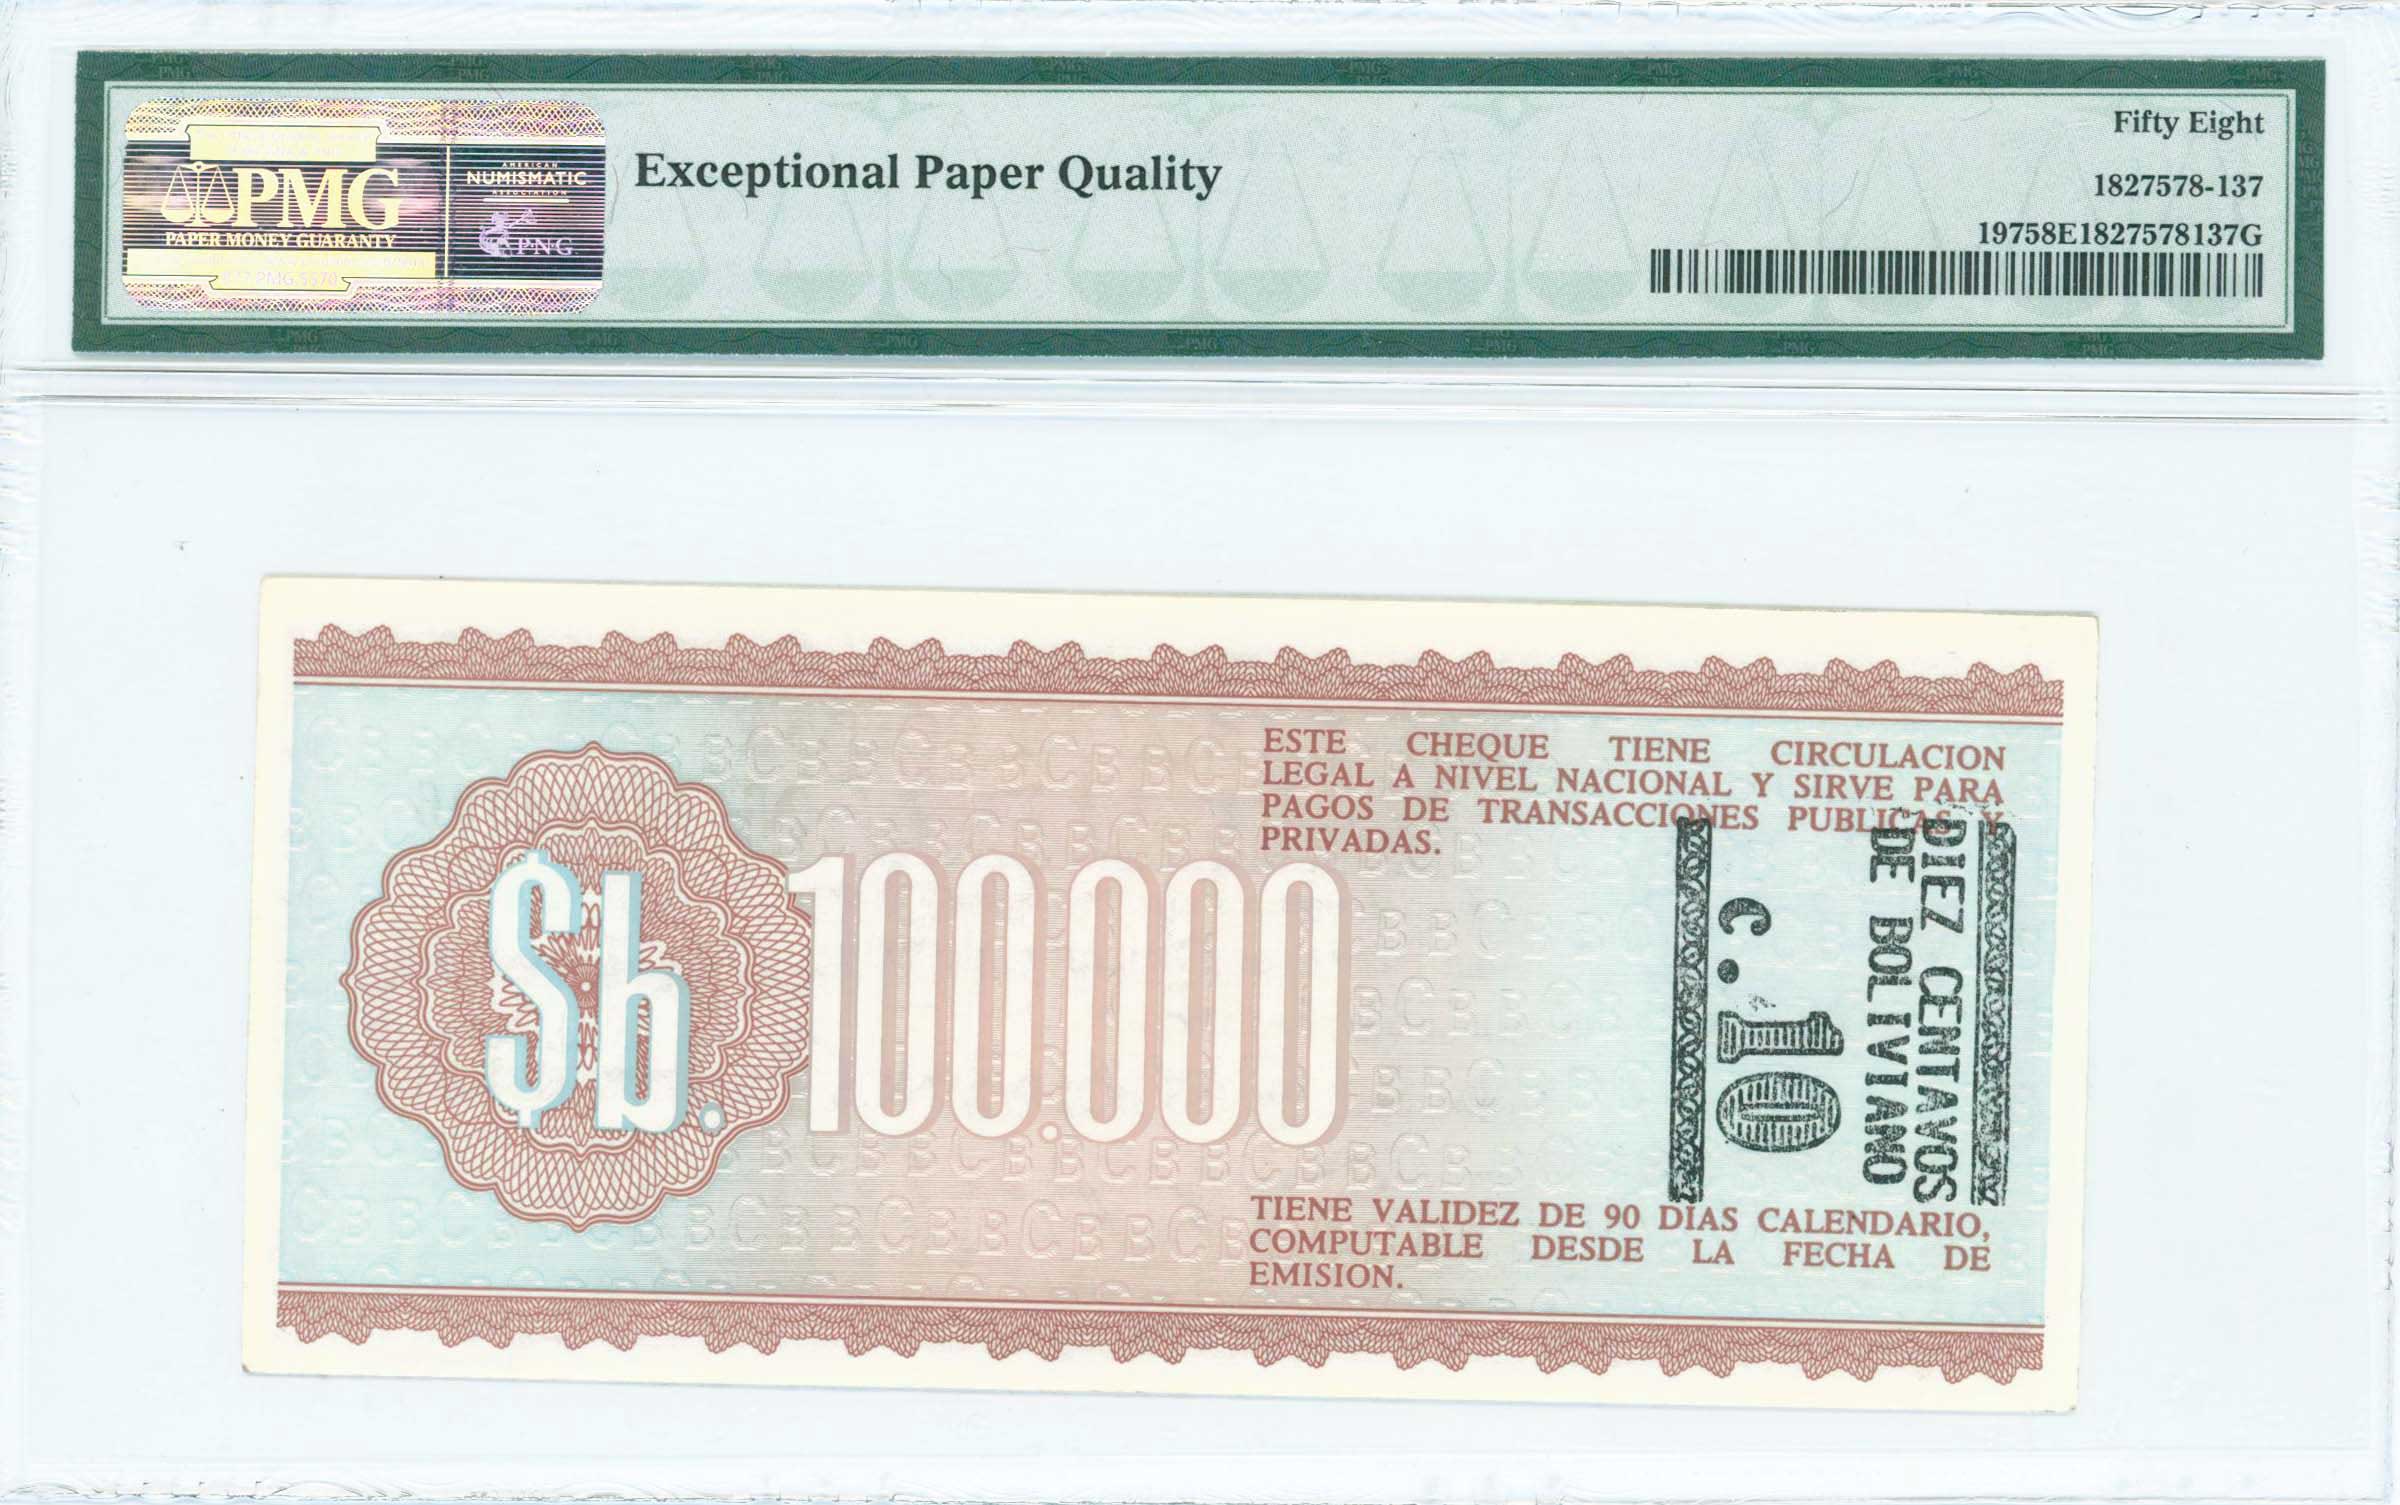 Fifty Eight
Exceptional Paper Quality
1827578-137
19758E1827578137G
PMG
PAPER MONEY GUARANTY
AMERICAN
NUMISMATIC
ASSOCIATION
PNG
ESTE CHEQUE TIENE CIRCULACION
LEGAL A NIVEL NACIONAL Y SIRVE PARA
PAGOS DE TRANSACCIONES PUBLICAS Y
PRIVADAS.
$b. 100.000
DIEZ CENTAVOS
DE BOLIVIANO
C. 10
TIENE VALIDEZ DE 90 DIAS CALENDARIO,
COMPUTABLE DESDE LA FECHA DE
EMISION.